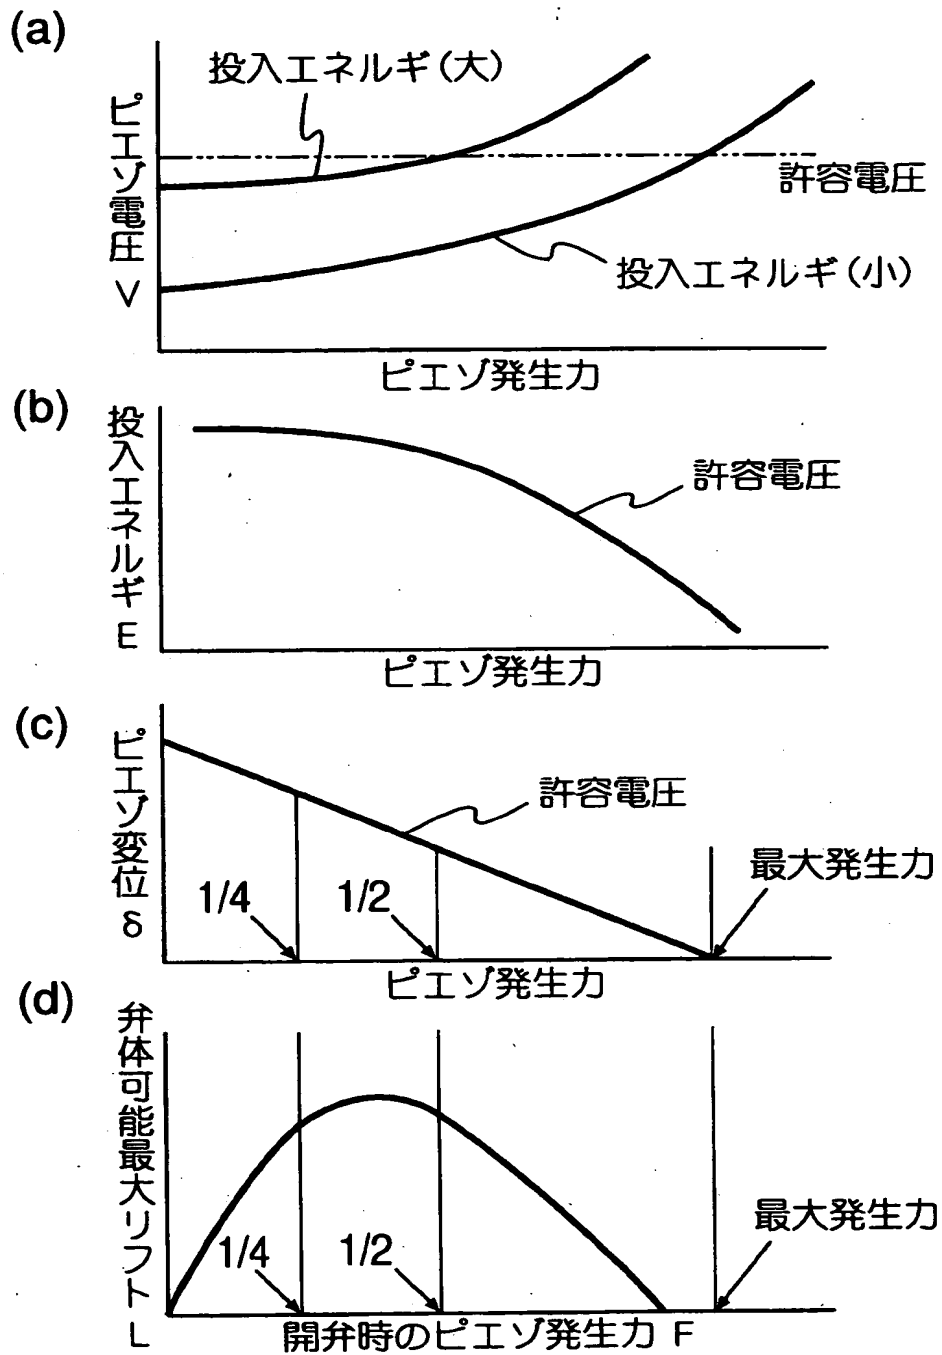 (a)
ピエゾ電圧 V
投入エネルギ(大)
許容電圧
投入エネルギ(小)
ピエゾ発生力
(b)
投入エネルギ E
許容電圧
ピエゾ発生力
(c)
ピエゾ変位 δ
許容電圧
最大発生力
1/4
1/2
ピエゾ発生力
(d)
弁体可能最大リフト L
最大発生力
1/4
1/2
開弁時のピエゾ発生力 F